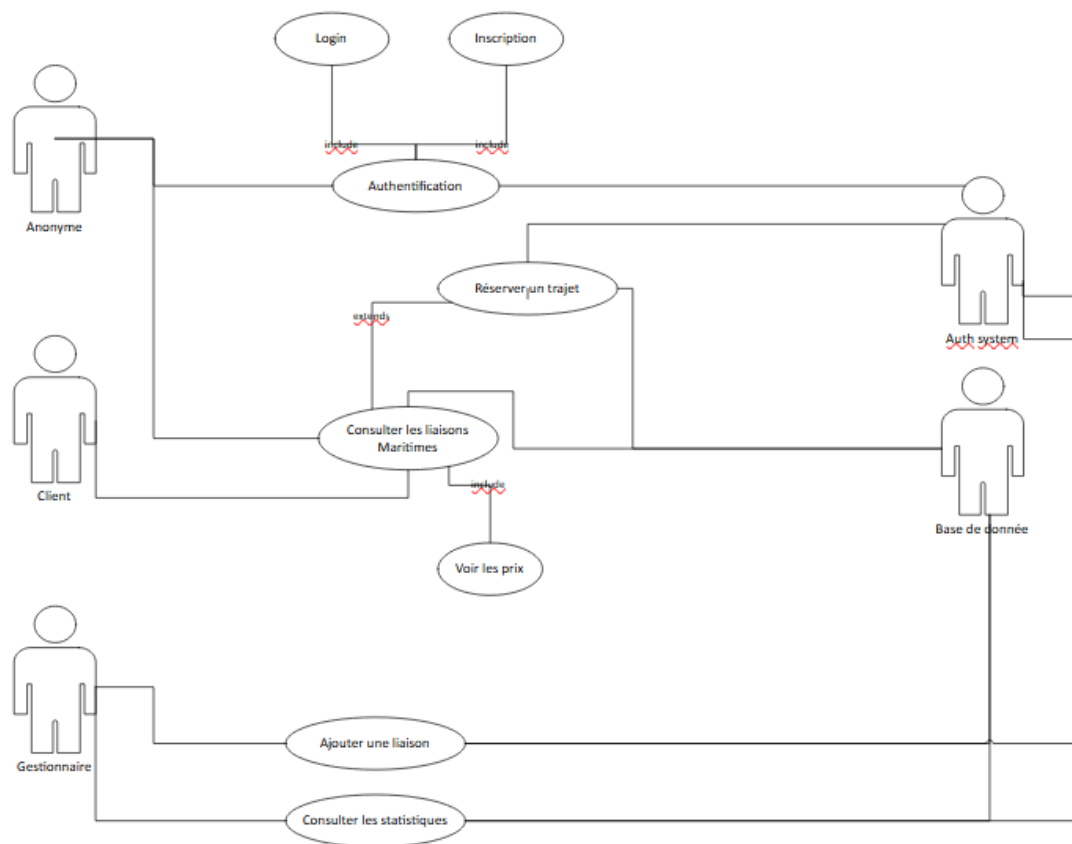 Login
Inscription
include
include
Authentification
Anonyme
Réserver un trajet
extends
Auth system
Consulter les liaisons
Maritimes
Client
include
Base de donnée
Voir les prix
Gestionnaire
Ajouter une liaison
Consulter les statistiques